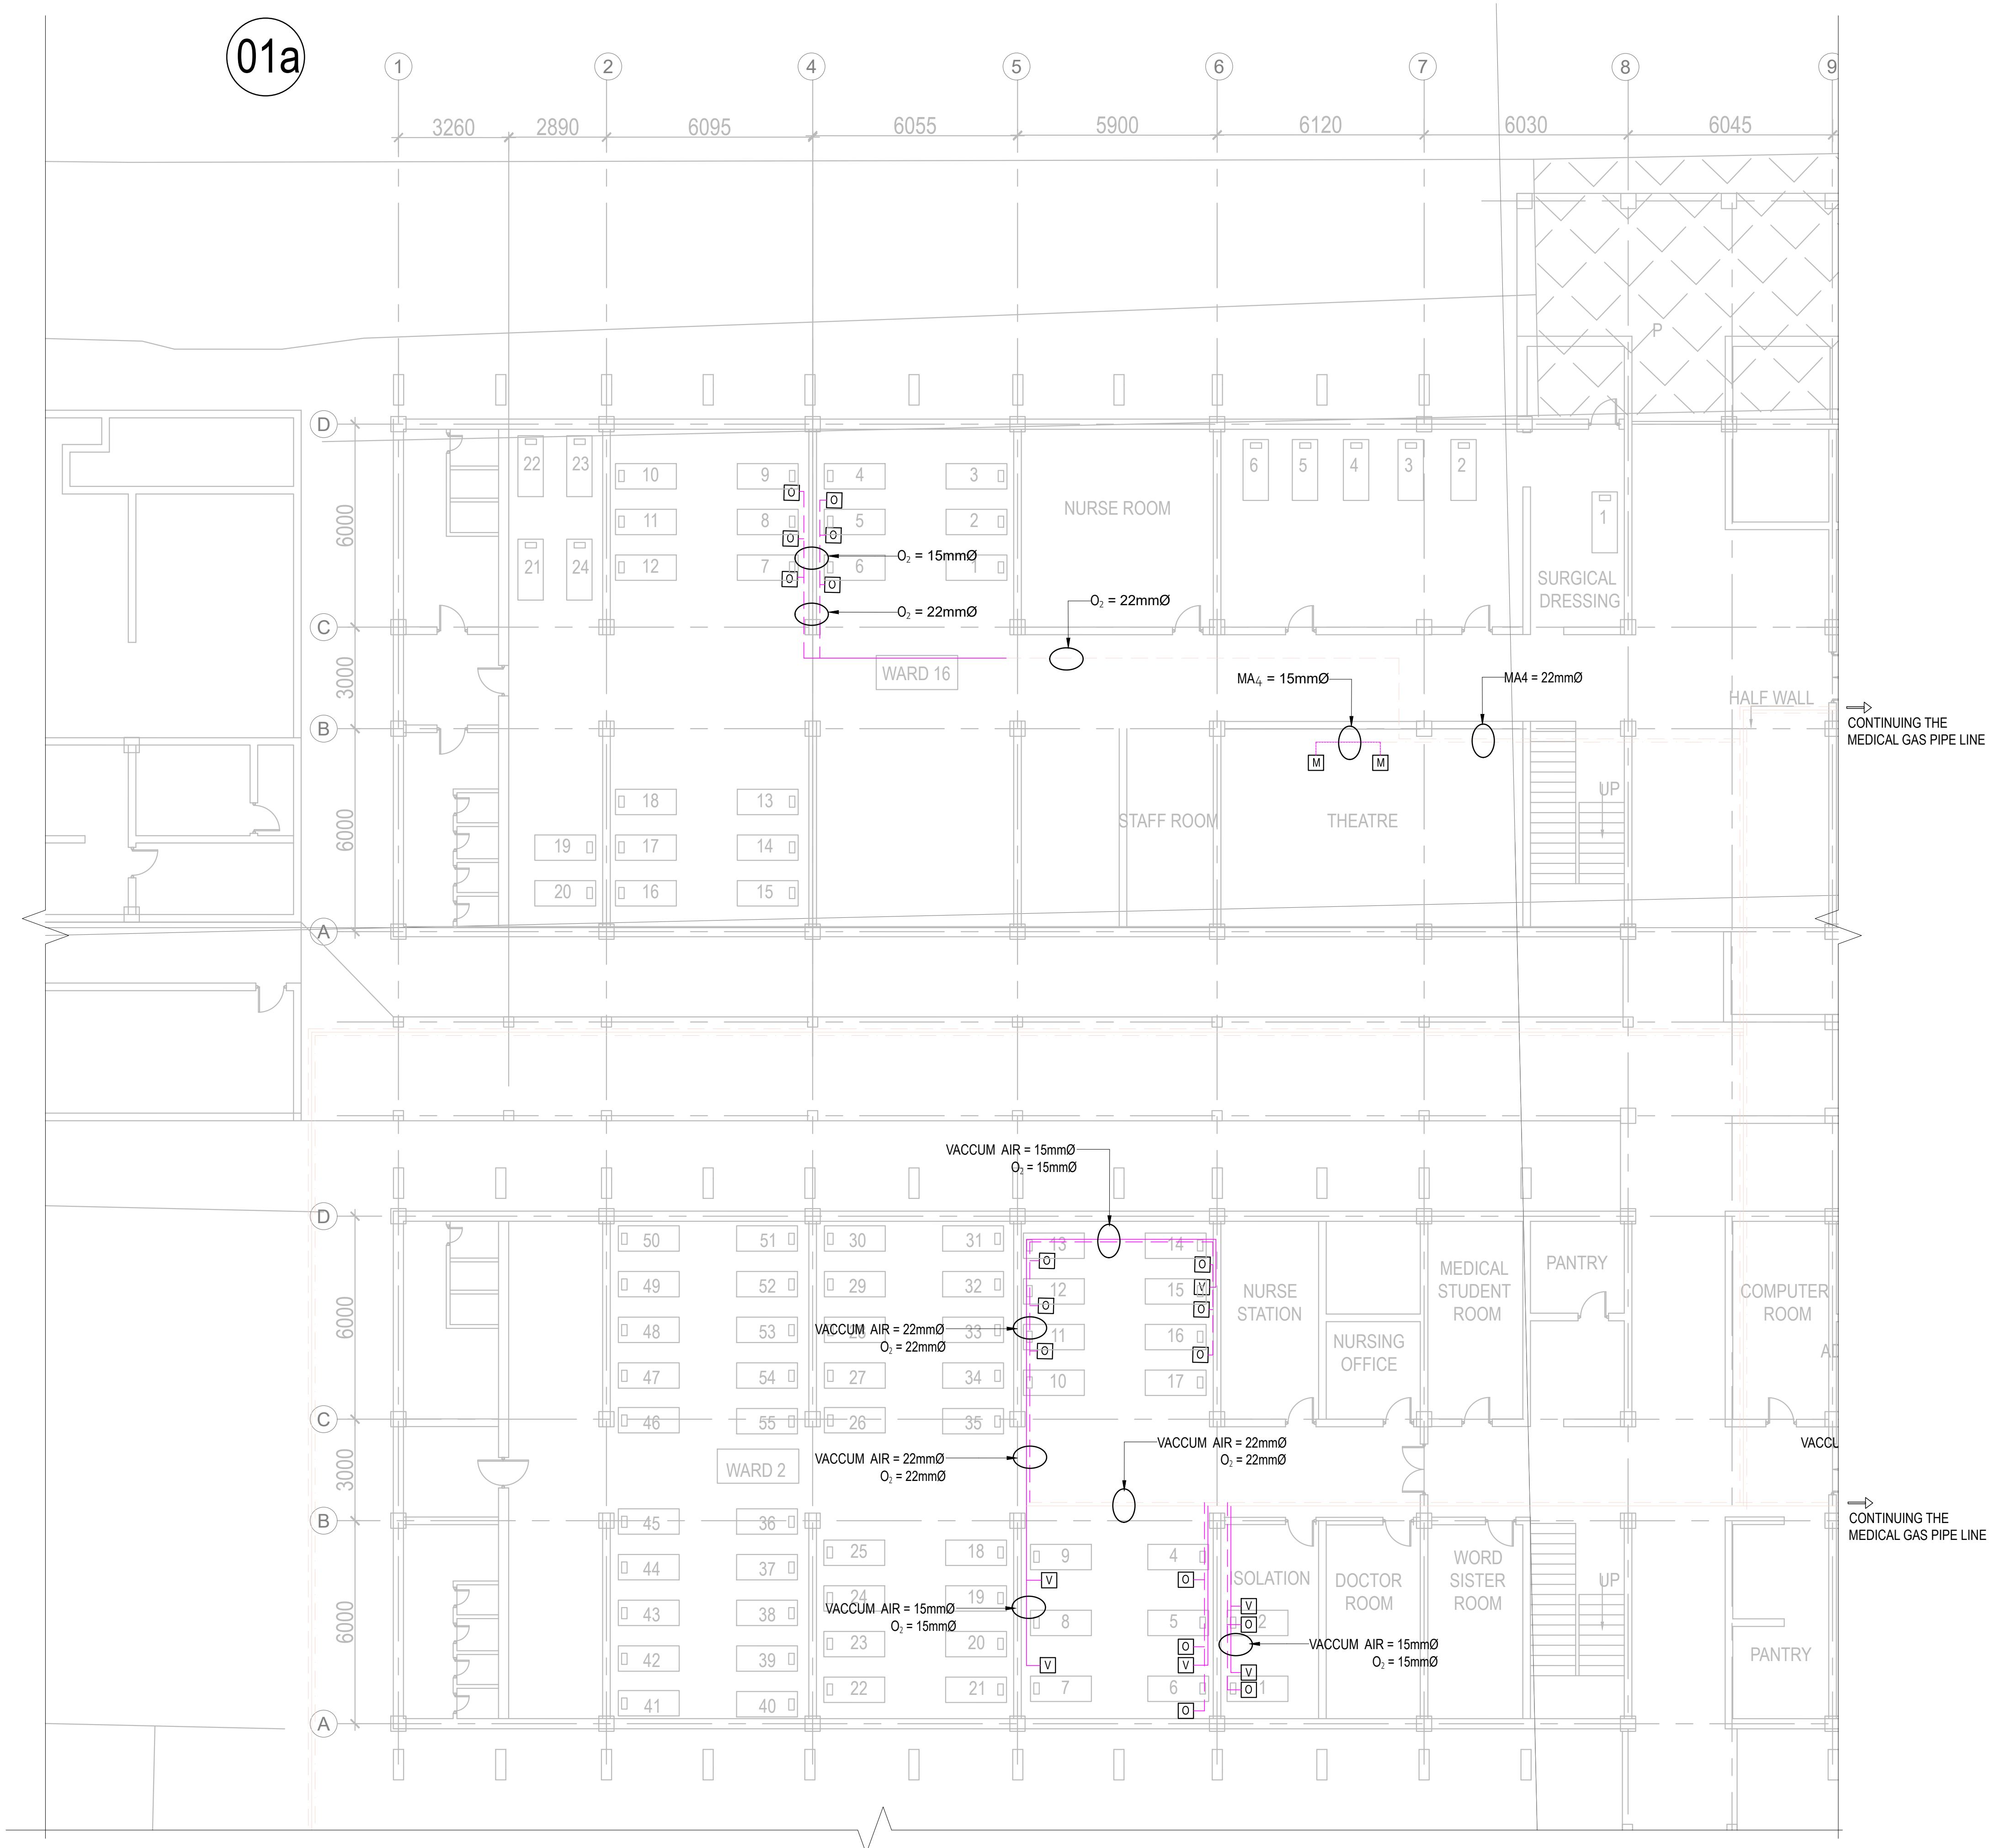 01a
1 2 4 5 6 7 8 9
3260 2890 6095 6055 5900 6120 6030 6045
P
D
22 23 10 9 4 3 6 5 4 3 2
O O
NURSE ROOM
6000
11 8 5 2 1
O O
O₂ = 15mmØ
21 24 12 7 6 1
O O
SURGICAL
DRESSING
O₂ = 22mmØ
O₂ = 22mmØ
C
3000
WARD 16
MA₄ = 15mmØ
MA4 = 22mmØ
HALF WALL
CONTINUING THE
MEDICAL GAS PIPE LINE
B
M M
UP
18 13
6000
STAFF ROOM
THEATRE
19 17 14
20 16 15
A
VACCUM AIR = 15mmØ
O₂ = 15mmØ
D
50 51 30 31 13 14
O O
MEDICAL
STUDENT
ROOM
PANTRY
V
49 52 29 32 12 15
O O
NURSE
STATION
COMPUTER
ROOM
6000
48 53 33 11 16
VACCUM AIR = 22mmØ
O₂ = 22mmØ
O O
NURSING
OFFICE
AD
47 54 27 34 10 17
C
46 55 26 35
VACCUM AIR = 22mmØ
O₂ = 22mmØ
VACCU
3000
VACCUM AIR = 22mmØ
O₂ = 22mmØ
WARD 2
CONTINUING THE
MEDICAL GAS PIPE LINE
B
45 36
25 18 9 4
44 37
V O
ISOLATION
DOCTOR
ROOM
WORD
SISTER
ROOM
UP
24 19
V
6000
43 38 8 5 2
VACCUM AIR = 15mmØ
O₂ = 15mmØ
O
23 20
O
VACCUM AIR = 15mmØ
O₂ = 15mmØ
PANTRY
42 39
V V V
22 21 7 6 1
O
41 40
O
A